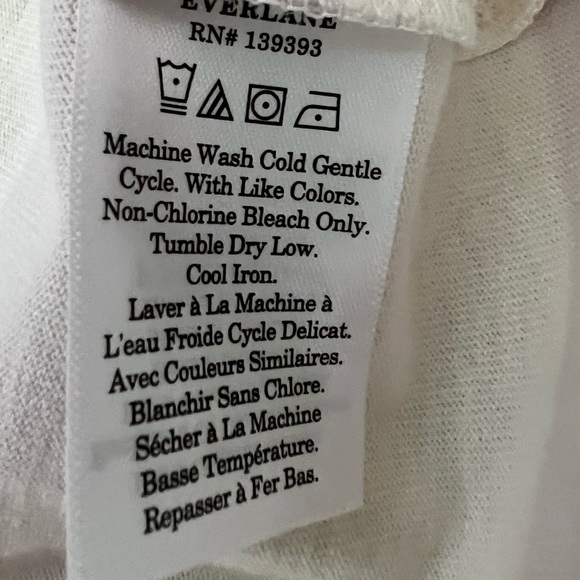 EVERLANE
RN# 139393
Machine Wash Cold Gentle
Cycle. With Like Colors.
Non-Chlorine Bleach Only.
Tumble Dry Low.
Cool Iron.
Laver à La Machine à
L'eau Froide Cycle Delicat.
Avec Couleurs Similaires.
Blanchir Sans Chlore.
Sécher à La Machine
Basse Température.
Repasser à Fer Bas.